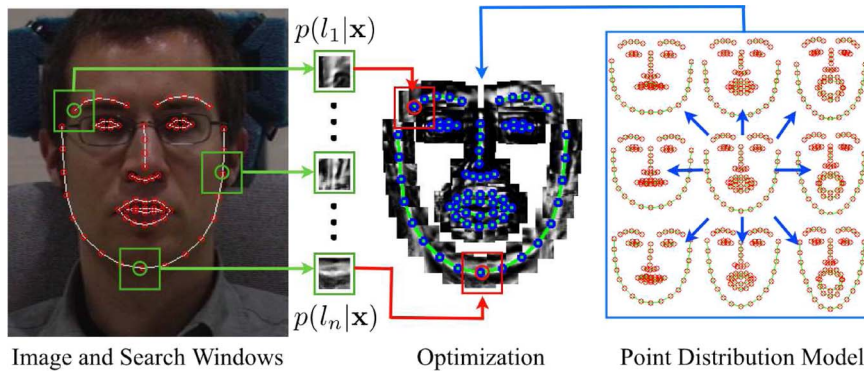 p(l₁|x)
p(lₙ|x)
Image and Search Windows
Optimization
Point Distribution Model